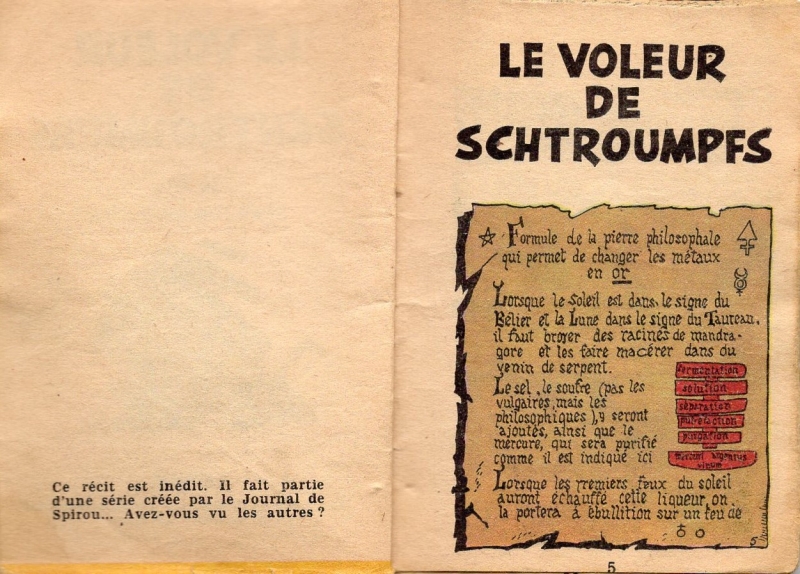 Ce récit est inédit. Il fait partie
d'une série créée par le Journal de
Spirou... Avez-vous vu les autres ?
LE VOLEUR
DE
SCHTROUMPFS
Formule de la pierre philosophale
qui permet de changer les métaux
en or
Lorsque le soleil est dans le signe du
Bélier et la Lune dans le signe du Taureau,
il faut broyer des racines de mandra-
gore et les faire macérer dans du
venin de serpent.
Le sel, le soufre (pas les
vulgaires, mais les
philosophiques), y seront
ajoutés, ainsi que le
mercure, qui sera purifié
comme il est indiqué ici
fermentation
solution
séparation
putréfaction
purgation
mercuri argentus
vinum
Lorsque les premiers feux du soleil
auront échauffé cette liqueur, on
la portera à ébullition sur un feu de
5
5